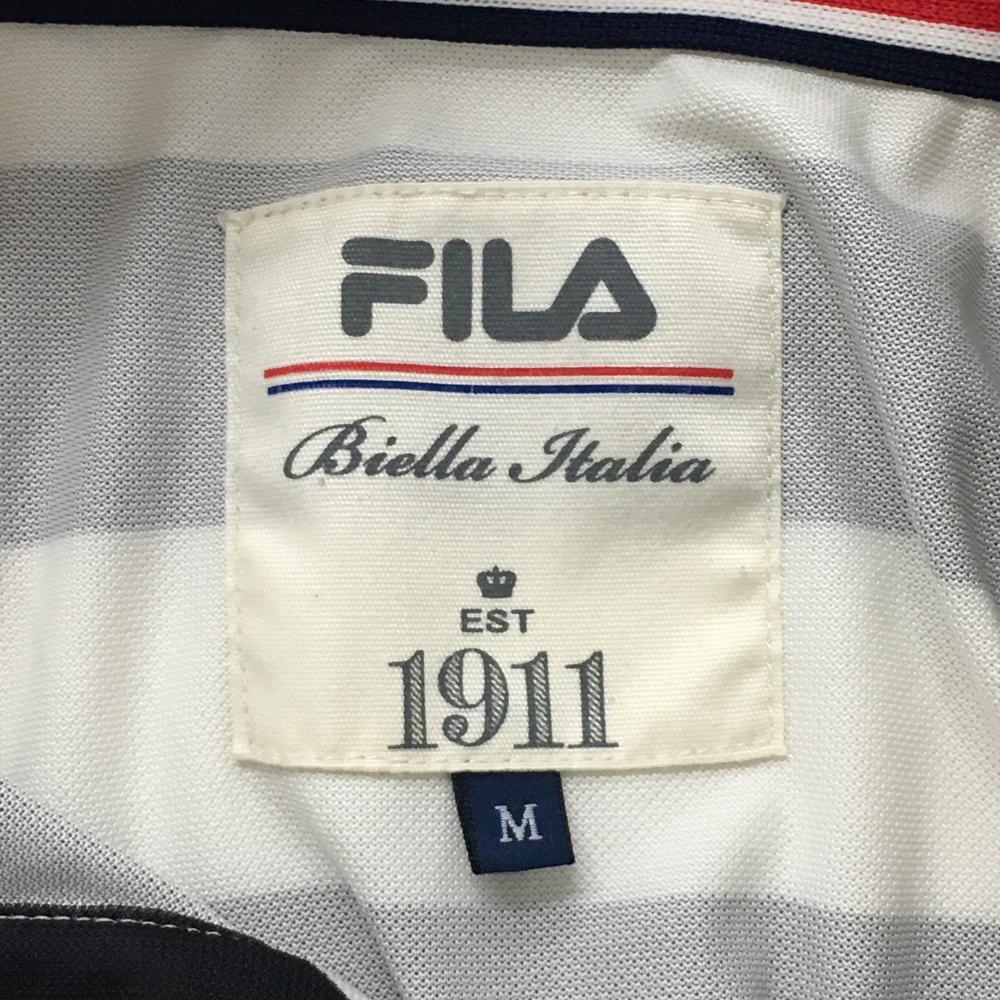 FILA
Biella Italia
EST
1911
M